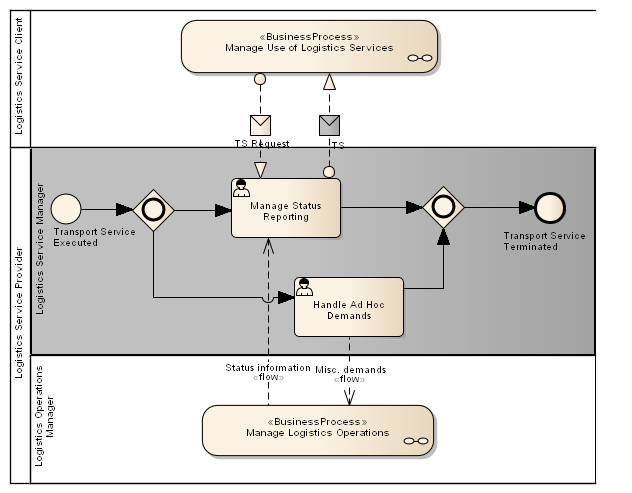 Logistics Service Client
«BusinessProcess»
Manage Use of Logistics Services
TS Request
TS
Logistics Service Provider
Logistics Service Manager
Transport Service
Executed
Manage Status
Reporting
Transport Service
Terminated
Handle Ad Hoc
Demands
Status information
«flow»
Misc. demands
«flow»
Logistics Operations
Manager
«BusinessProcess»
Manage Logistics Operations